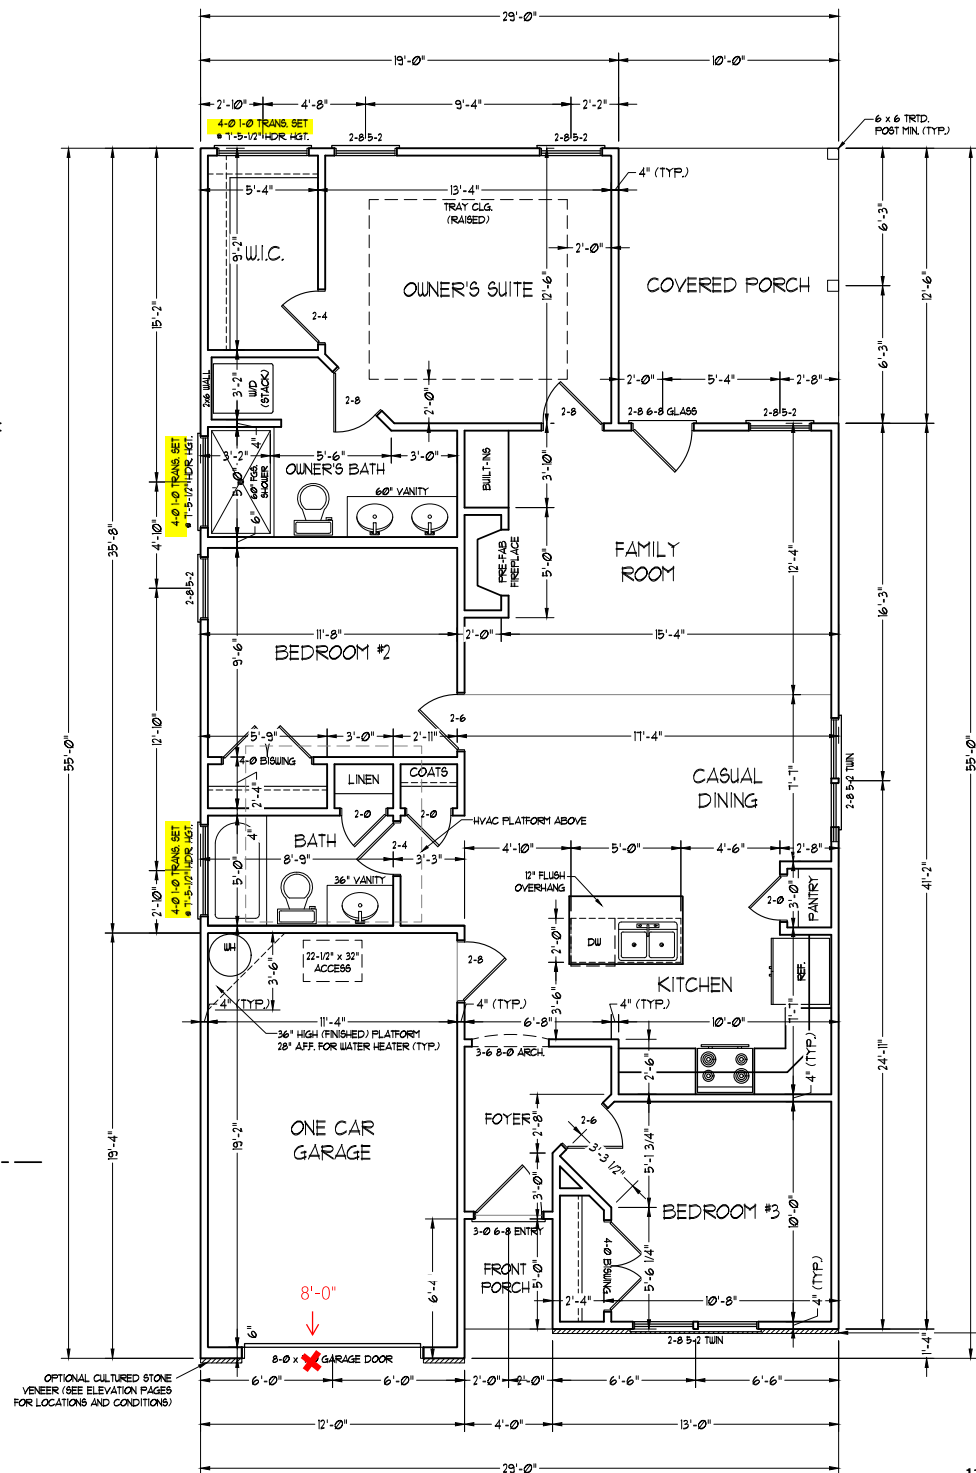 29'-0"
19'-0"
10'-0"
2'-10"
4'-8"
9'-4"
2'-2"
4-0 1-0 TRANS. SET
@ 7'-5-1/2" HDR. HGT.
2-8 5-2
2-8 5-2
6 x 6 TRTD.
POST MIN. (TYP.)
5'-4"
13'-4"
4" (TYP.)
TRAY CLG.
(RAISED)
2'-0"
9'-2"
W.I.C.
OWNER'S SUITE
12'-6"
COVERED PORCH
6'-3"
6'-3"
12'-6"
15'-2"
2-4
2x6 WALL
3'-2"
W/D
(STACK)
2-8
2'-0"
2-8
2'-0"
5'-4"
2'-8"
2-8 6-8 GLASS
2-8 5-2
4-0 1-0 TRANS. SET
@ 7'-5-1/2" HDR. HGT.
4"
3'-2"
5'-6"
3'-0"
OWNER'S BATH
5'-0"
60" FGS.
SHOWER
60" VANITY
6"
BUILT-INS
3'-10"
4'-10"
35'-8"
PRE-FAB
FIREPLACE
5'-0"
FAMILY
ROOM
12'-4"
16'-3"
2-8 5-2
11'-8"
2'-0"
15'-4"
BEDROOM #2
9'-6"
2-6
12'-10"
55'-0"
55'-0"
5'-9"
3'-0"
2'-11"
17'-4"
4-0 BISWING
2'-4"
LINEN
COATS
2-0
2-0
CASUAL
DINING
7'-7"
2-8 5-2 TWIN
HVAC PLATFORM ABOVE
4-0 1-0 TRANS. SET
@ 7'-5-1/2" HDR. HGT.
4"
BATH
2-4
8'-9"
3'-3"
5'-0"
36" VANITY
2'-10"
4'-10"
5'-0"
4'-6"
2'-8"
12" FLUSH
OVERHANG
2-0
3'-0"
PANTRY
41'-2"
2'-0"
DW
WH
3'-6"
22-1/2" x 32"
ACCESS
2-8
KITCHEN
REF.
7'-7"
3'-6"
4" (TYP.)
4" (TYP.)
4" (TYP.)
11'-4"
6'-8"
10'-0"
36" HIGH (FINISHED) PLATFORM
28" A.F.F. FOR WATER HEATER (TYP.)
3-6 8-0 ARCH.
2'-6"
4" (TYP.)
24'-11"
ONE CAR
GARAGE
19'-2"
19'-4"
FOYER
2'-8"
2-6
3'-3 1/2"
5'-1 3/4"
3'-0"
BEDROOM #3
10'-0"
3-0 6-8 ENTRY
FRONT
PORCH
5'-0"
4-0 BISWING
5'-6 1/4"
6'-4"
4" (TYP.)
8'-0"
2'-4"
10'-8"
6"
2-8 5-2 TWIN
1'-4"
8-0 x
GARAGE DOOR
OPTIONAL CULTURED STONE
VENEER (SEE ELEVATION PAGES
FOR LOCATIONS AND CONDITIONS)
6'-0"
6'-0"
2'-0"
2'-0"
6'-6"
6'-6"
12'-0"
4'-0"
13'-0"
29'-0"